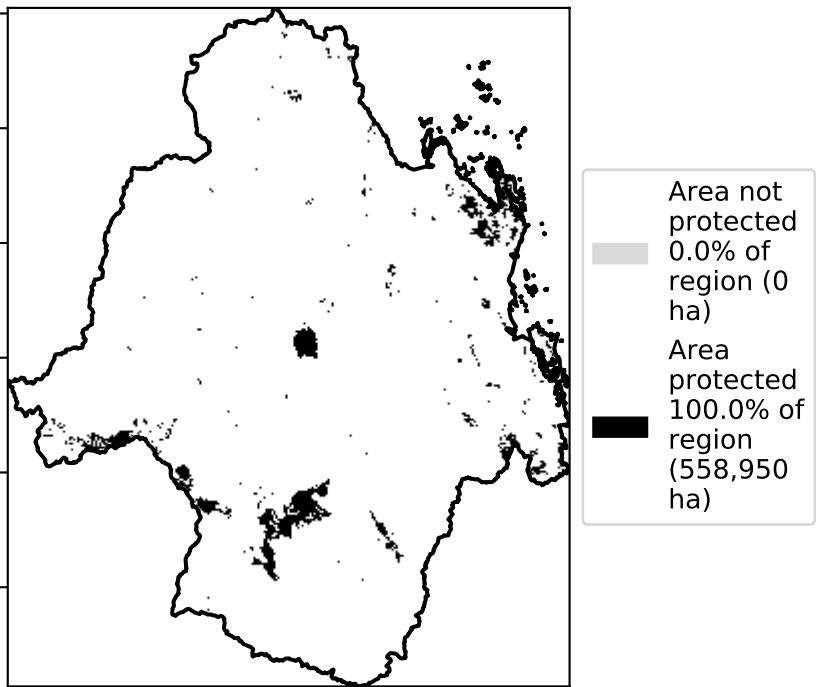 Area not
protected
0.0% of
region (0
ha)
Area
protected
100.0% of
region
(558,950
ha)